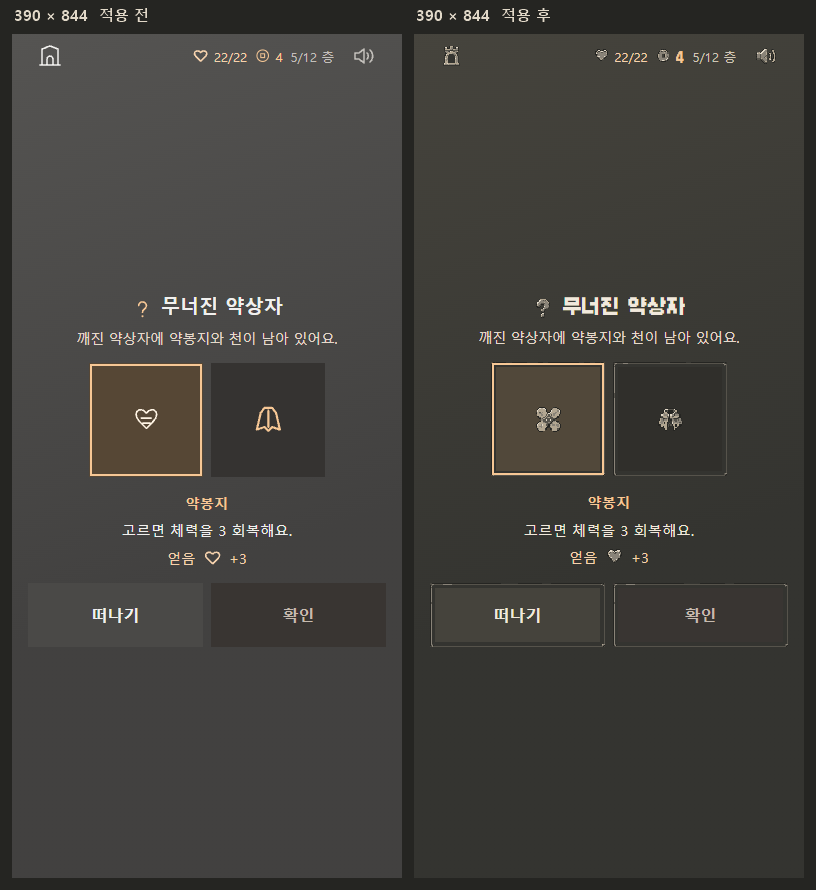 390 × 844 적용 전
22/22 4 5/12 층
? 무너진 약상자
깨진 약상자에 약봉지와 천이 남아 있어요.
약봉지
고르면 체력을 3 회복해요.
얻음 +3
떠나기 확인
390 × 844 적용 후
22/22 4 5/12 층
? 무너진 약상자
깨진 약상자에 약봉지와 천이 남아 있어요.
약봉지
고르면 체력을 3 회복해요.
얻음 +3
떠나기 확인